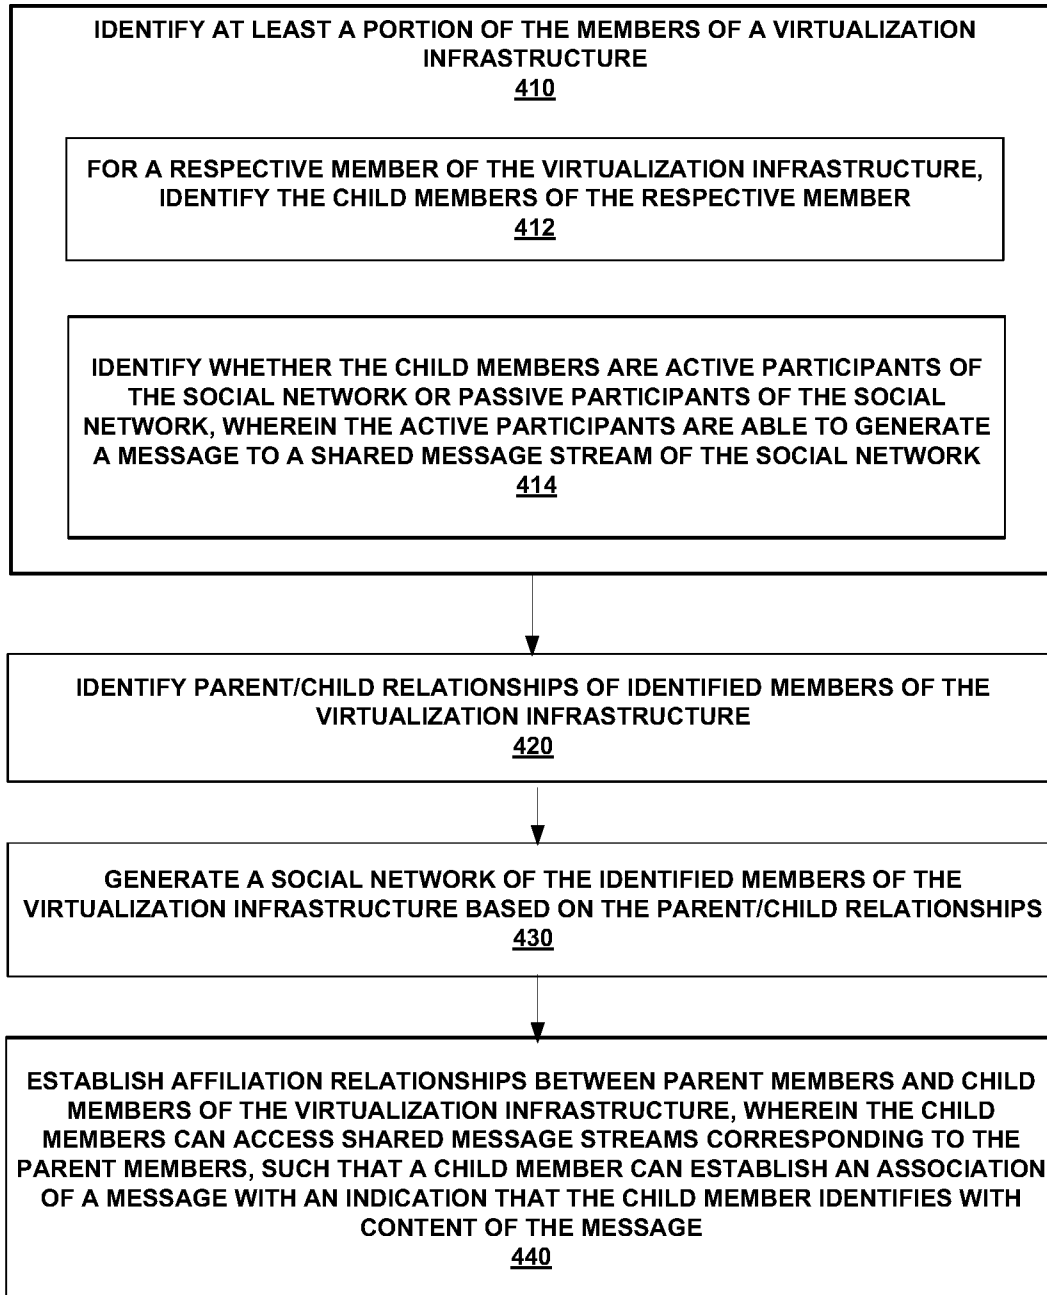 IDENTIFY AT LEAST A PORTION OF THE MEMBERS OF A VIRTUALIZATION
INFRASTRUCTURE
410
FOR A RESPECTIVE MEMBER OF THE VIRTUALIZATION INFRASTRUCTURE,
IDENTIFY THE CHILD MEMBERS OF THE RESPECTIVE MEMBER
412
IDENTIFY WHETHER THE CHILD MEMBERS ARE ACTIVE PARTICIPANTS OF
THE SOCIAL NETWORK OR PASSIVE PARTICIPANTS OF THE SOCIAL
NETWORK, WHEREIN THE ACTIVE PARTICIPANTS ARE ABLE TO GENERATE
A MESSAGE TO A SHARED MESSAGE STREAM OF THE SOCIAL NETWORK
414
IDENTIFY PARENT/CHILD RELATIONSHIPS OF IDENTIFIED MEMBERS OF THE
VIRTUALIZATION INFRASTRUCTURE
420
GENERATE A SOCIAL NETWORK OF THE IDENTIFIED MEMBERS OF THE
VIRTUALIZATION INFRASTRUCTURE BASED ON THE PARENT/CHILD RELATIONSHIPS
430
ESTABLISH AFFILIATION RELATIONSHIPS BETWEEN PARENT MEMBERS AND CHILD
MEMBERS OF THE VIRTUALIZATION INFRASTRUCTURE, WHEREIN THE CHILD
MEMBERS CAN ACCESS SHARED MESSAGE STREAMS CORRESPONDING TO THE
PARENT MEMBERS, SUCH THAT A CHILD MEMBER CAN ESTABLISH AN ASSOCIATION
OF A MESSAGE WITH AN INDICATION THAT THE CHILD MEMBER IDENTIFIES WITH
CONTENT OF THE MESSAGE
440